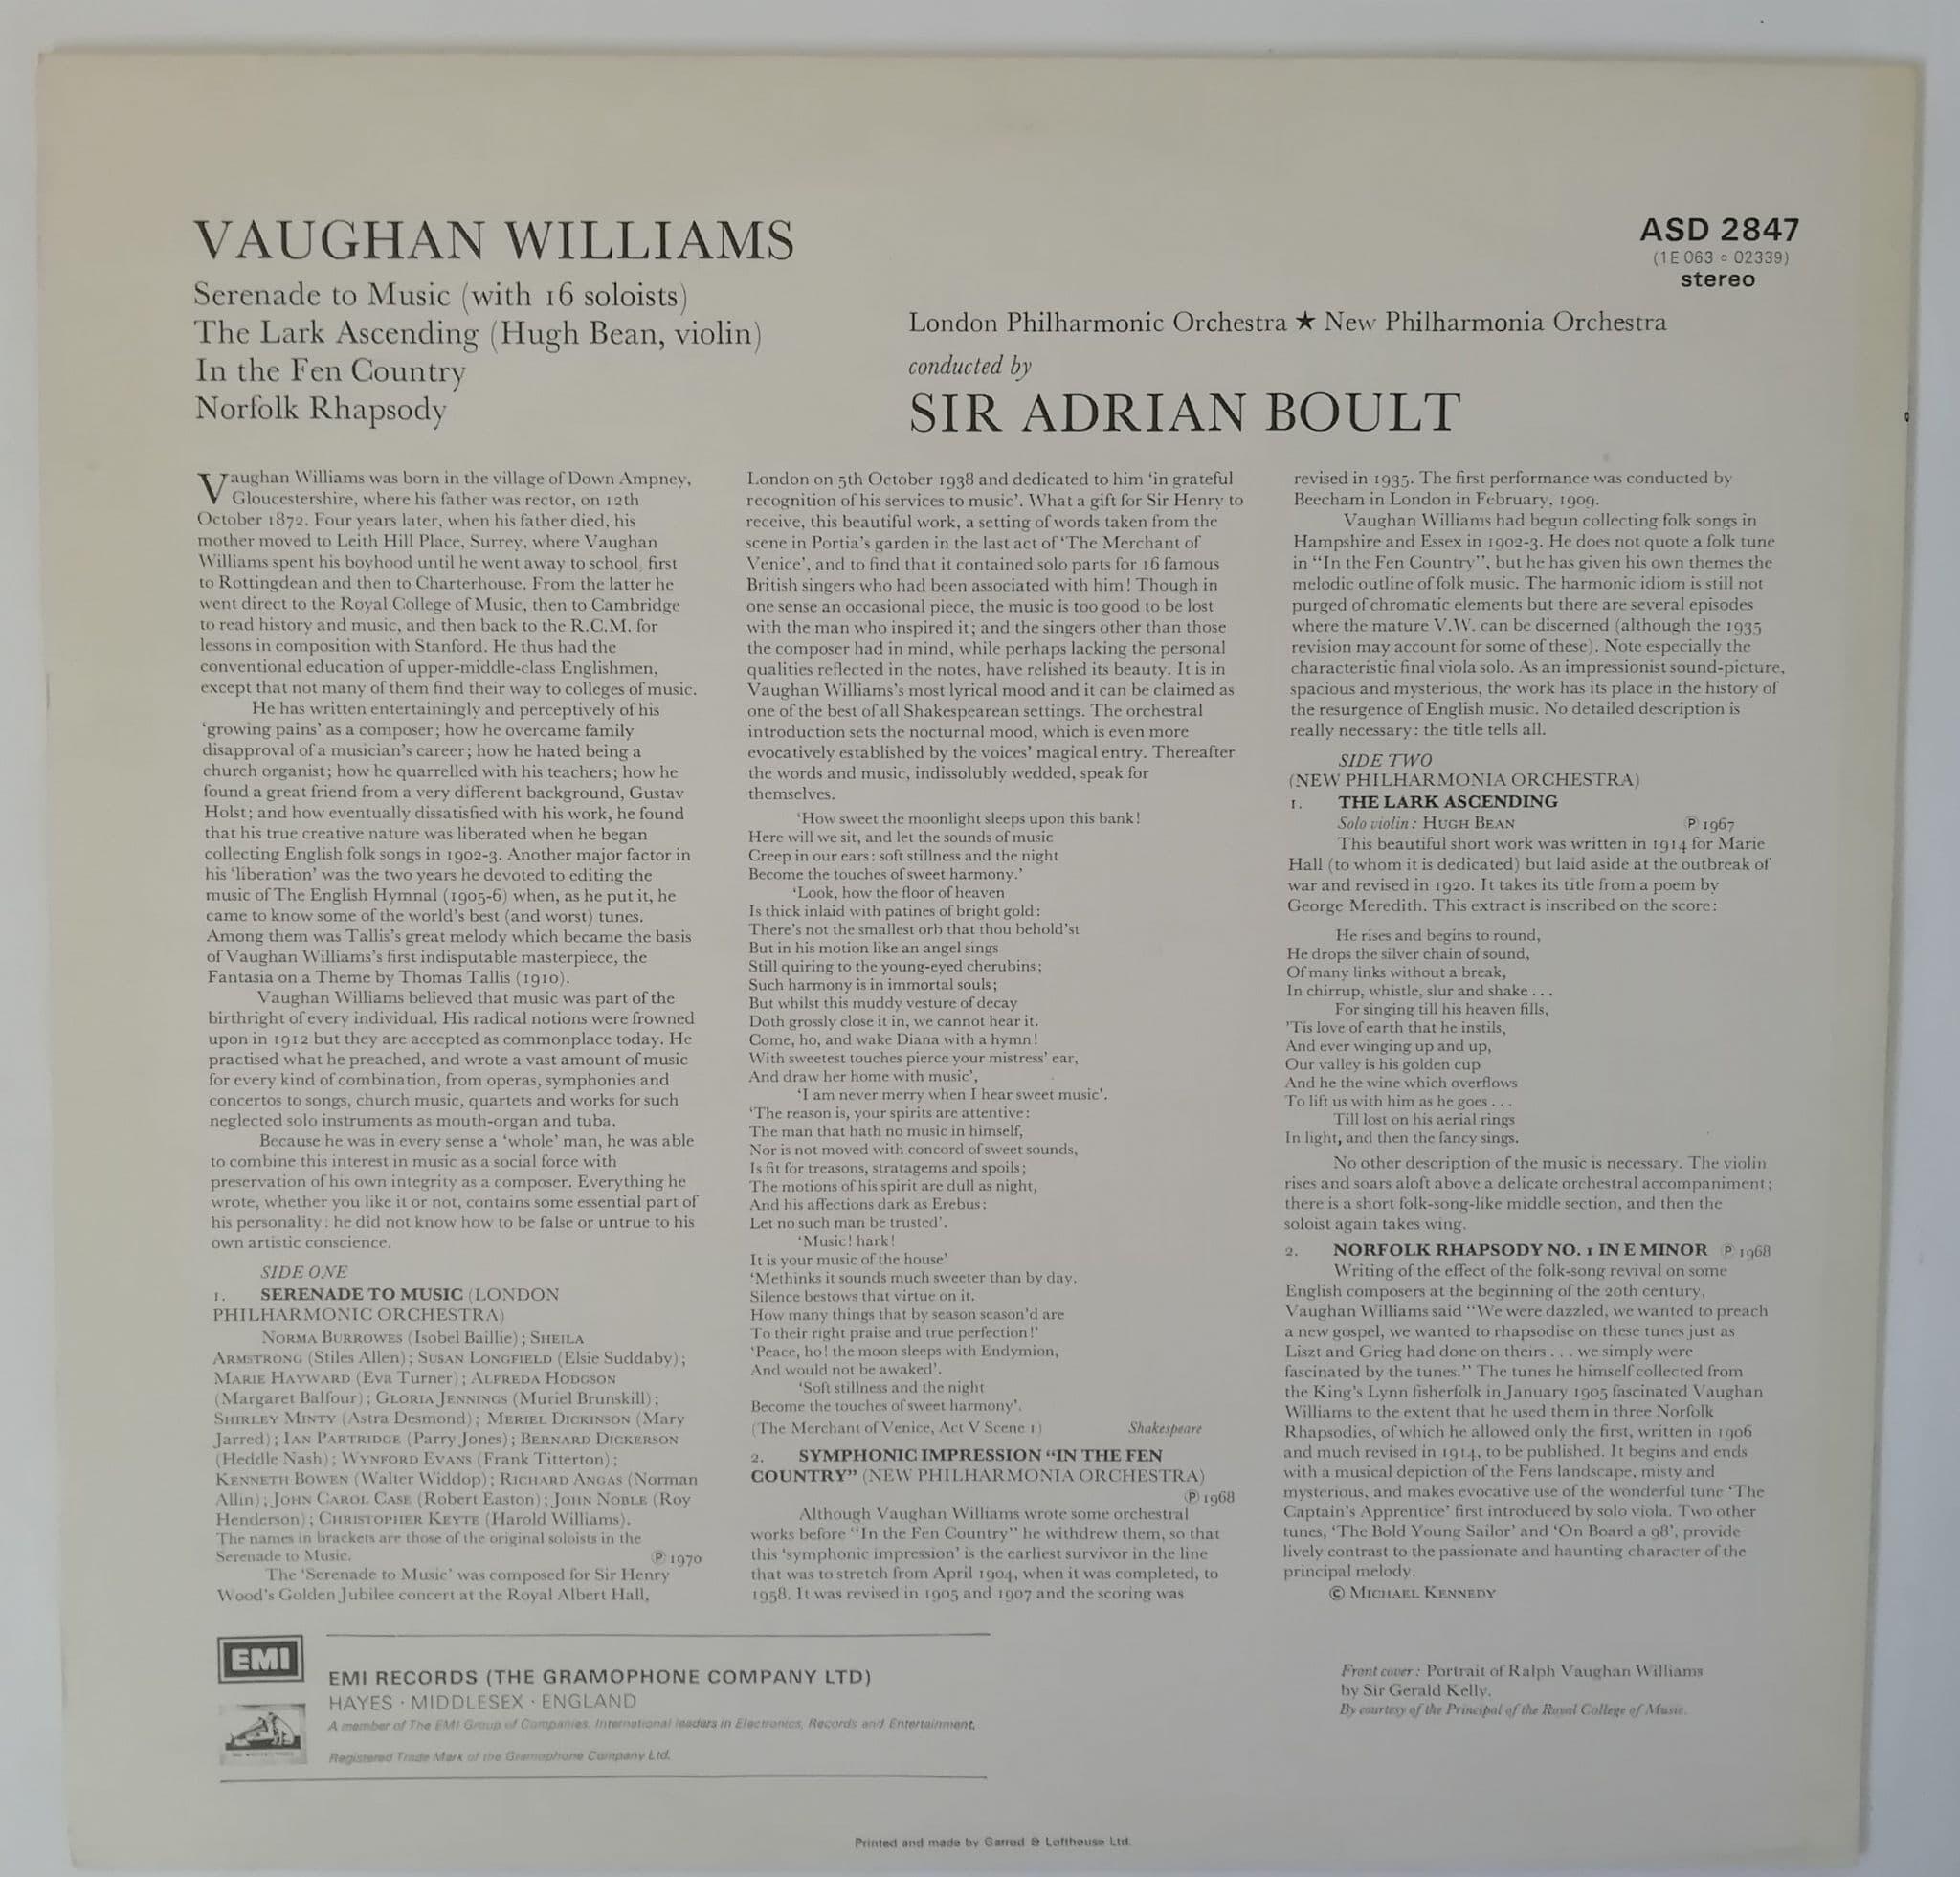 VAUGHAN WILLIAMS
Serenade to Music (with 16 soloists)
The Lark Ascending (Hugh Bean, violin)
In the Fen Country
Norfolk Rhapsody
ASD 2847
(1E 063 ○ 02339)
stereo
London Philharmonic Orchestra ★ New Philharmonia Orchestra
conducted by
SIR ADRIAN BOULT
Vaughan Williams was born in the village of Down Ampney,
Gloucestershire, where his father was rector, on 12th
October 1872. Four years later, when his father died, his
mother moved to Leith Hill Place, Surrey, where Vaughan
Williams spent his boyhood until he went away to school, first
to Rottingdean and then to Charterhouse. From the latter he
went direct to the Royal College of Music, then to Cambridge
to read history and music, and then back to the R.C.M. for
lessons in composition with Stanford. He thus had the
conventional education of upper-middle-class Englishmen,
except that not many of them find their way to colleges of music.
He has written entertainingly and perceptively of his
‘growing pains’ as a composer; how he overcame family
disapproval of a musician’s career; how he hated being a
church organist; how he quarrelled with his teachers; how he
found a great friend from a very different background, Gustav
Holst; and how eventually dissatisfied with his work, he found
that his true creative nature was liberated when he began
collecting English folk songs in 1902-3. Another major factor in
his ‘liberation’ was the two years he devoted to editing the
music of The English Hymnal (1905-6) when, as he put it, he
came to know some of the world’s best (and worst) tunes.
Among them was Tallis’s great melody which became the basis
of Vaughan Williams’s first indisputable masterpiece, the
Fantasia on a Theme by Thomas Tallis (1910).
Vaughan Williams believed that music was part of the
birthright of every individual. His radical notions were frowned
upon in 1912 but they are accepted as commonplace today. He
practised what he preached, and wrote a vast amount of music
for every kind of combination, from operas, symphonies and
concertos to songs, church music, quartets and works for such
neglected solo instruments as mouth-organ and tuba.
Because he was in every sense a ‘whole’ man, he was able
to combine this interest in music as a social force with
preservation of his own integrity as a composer. Everything he
wrote, whether you like it or not, contains some essential part of
his personality: he did not know how to be false or untrue to his
own artistic conscience.
SIDE ONE
1. SERENADE TO MUSIC (LONDON
PHILHARMONIC ORCHESTRA)
NORMA BURROWES (Isobel Baillie); SHEILA
ARMSTRONG (Stiles Allen); SUSAN LONGFIELD (Elsie Suddaby);
MARIE HAYWARD (Eva Turner); ALFREDA HODGSON
(Margaret Balfour); GLORIA JENNINGS (Muriel Brunskill);
SHIRLEY MINTY (Astra Desmond); MERIEL DICKINSON (Mary
Jarred); IAN PARTRIDGE (Parry Jones); BERNARD DICKERSON
(Heddle Nash); WYNFORD EVANS (Frank Titterton);
KENNETH BOWEN (Walter Widdop); RICHARD ANGAS (Norman
Allin); JOHN CAROL CASE (Robert Easton); JOHN NOBLE (Roy
Henderson); CHRISTOPHER KEYTE (Harold Williams).
The names in brackets are those of the original soloists in the
Serenade to Music. ℗ 1970
The ‘Serenade to Music’ was composed for Sir Henry
Wood’s Golden Jubilee concert at the Royal Albert Hall,
London on 5th October 1938 and dedicated to him ‘in grateful
recognition of his services to music’. What a gift for Sir Henry to
receive, this beautiful work, a setting of words taken from the
scene in Portia’s garden in the last act of ‘The Merchant of
Venice’, and to find that it contained solo parts for 16 famous
British singers who had been associated with him! Though in
one sense an occasional piece, the music is too good to be lost
with the man who inspired it; and the singers other than those
the composer had in mind, while perhaps lacking the personal
qualities reflected in the notes, have relished its beauty. It is in
Vaughan Williams’s most lyrical mood and it can be claimed as
one of the best of all Shakespearean settings. The orchestral
introduction sets the nocturnal mood, which is even more
evocatively established by the voices’ magical entry. Thereafter
the words and music, indissolubly wedded, speak for
themselves.
‘How sweet the moonlight sleeps upon this bank!
Here will we sit, and let the sounds of music
Creep in our ears: soft stillness and the night
Become the touches of sweet harmony.’
‘Look, how the floor of heaven
Is thick inlaid with patines of bright gold:
There’s not the smallest orb that thou behold’st
But in his motion like an angel sings
Still quiring to the young-eyed cherubins;
Such harmony is in immortal souls;
But whilst this muddy vesture of decay
Doth grossly close it in, we cannot hear it.
Come, ho, and wake Diana with a hymn!
With sweetest touches pierce your mistress’ ear,
And draw her home with music’,
‘I am never merry when I hear sweet music’.
‘The reason is, your spirits are attentive:
The man that hath no music in himself,
Nor is not moved with concord of sweet sounds,
Is fit for treasons, stratagems and spoils;
The motions of his spirit are dull as night,
And his affections dark as Erebus:
Let no such man be trusted’.
‘Music! hark!
It is your music of the house’
‘Methinks it sounds much sweeter than by day.
Silence bestows that virtue on it.
How many things that by season season’d are
To their right praise and true perfection!’
‘Peace, ho! the moon sleeps with Endymion,
And would not be awaked’.
‘Soft stillness and the night
Become the touches of sweet harmony’.
(The Merchant of Venice, Act V Scene 1) Shakespeare
2. SYMPHONIC IMPRESSION “IN THE FEN
COUNTRY” (NEW PHILHARMONIA ORCHESTRA)
℗ 1968
Although Vaughan Williams wrote some orchestral
works before “In the Fen Country” he withdrew them, so that
this ‘symphonic impression’ is the earliest survivor in the line
that was to stretch from April 1904, when it was completed, to
1958. It was revised in 1905 and 1907 and the scoring was
revised in 1935. The first performance was conducted by
Beecham in London in February, 1909.
Vaughan Williams had begun collecting folk songs in
Hampshire and Essex in 1902-3. He does not quote a folk tune
in “In the Fen Country”, but he has given his own themes the
melodic outline of folk music. The harmonic idiom is still not
purged of chromatic elements but there are several episodes
where the mature V.W. can be discerned (although the 1935
revision may account for some of these). Note especially the
characteristic final viola solo. As an impressionist sound-picture,
spacious and mysterious, the work has its place in the history of
the resurgence of English music. No detailed description is
really necessary: the title tells all.
SIDE TWO
(NEW PHILHARMONIA ORCHESTRA)
1. THE LARK ASCENDING
Solo violin: HUGH BEAN ℗ 1967
This beautiful short work was written in 1914 for Marie
Hall (to whom it is dedicated) but laid aside at the outbreak of
war and revised in 1920. It takes its title from a poem by
George Meredith. This extract is inscribed on the score:
He rises and begins to round,
He drops the silver chain of sound,
Of many links without a break,
In chirrup, whistle, slur and shake . . .
For singing till his heaven fills,
’Tis love of earth that he instils,
And ever winging up and up,
Our valley is his golden cup
And he the wine which overflows
To lift us with him as he goes . . .
Till lost on his aerial rings
In light, and then the fancy sings.
No other description of the music is necessary. The violin
rises and soars aloft above a delicate orchestral accompaniment;
there is a short folk-song-like middle section, and then the
soloist again takes wing.
2. NORFOLK RHAPSODY NO. 1 IN E MINOR ℗ 1968
Writing of the effect of the folk-song revival on some
English composers at the beginning of the 20th century,
Vaughan Williams said “We were dazzled, we wanted to preach
a new gospel, we wanted to rhapsodise on these tunes just as
Liszt and Grieg had done on theirs . . . we simply were
fascinated by the tunes.” The tunes he himself collected from
the King’s Lynn fisherfolk in January 1905 fascinated Vaughan
Williams to the extent that he used them in three Norfolk
Rhapsodies, of which he allowed only the first, written in 1906
and much revised in 1914, to be published. It begins and ends
with a musical depiction of the Fens landscape, misty and
mysterious, and makes evocative use of the wonderful tune ‘The
Captain’s Apprentice’ first introduced by solo viola. Two other
tunes, ‘The Bold Young Sailor’ and ‘On Board a 98’, provide
lively contrast to the passionate and haunting character of the
principal melody.
© MICHAEL KENNEDY
EMI
EMI RECORDS (THE GRAMOPHONE COMPANY LTD)
HAYES · MIDDLESEX · ENGLAND
A member of The EMI Group of Companies. International leaders in Electronics, Records and Entertainment.
Registered Trade Mark of the Gramophone Company Ltd.
Front cover: Portrait of Ralph Vaughan Williams
by Sir Gerald Kelly.
By courtesy of the Principal of the Royal College of Music.
Printed and made by Garrod & Lofthouse Ltd.